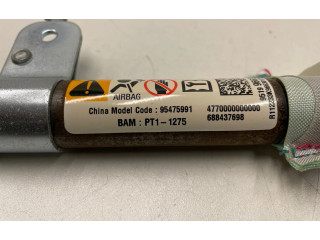 AIRBAG
China Model Code : 95475991 4770000000000
BAM : PT1-1275 688437698